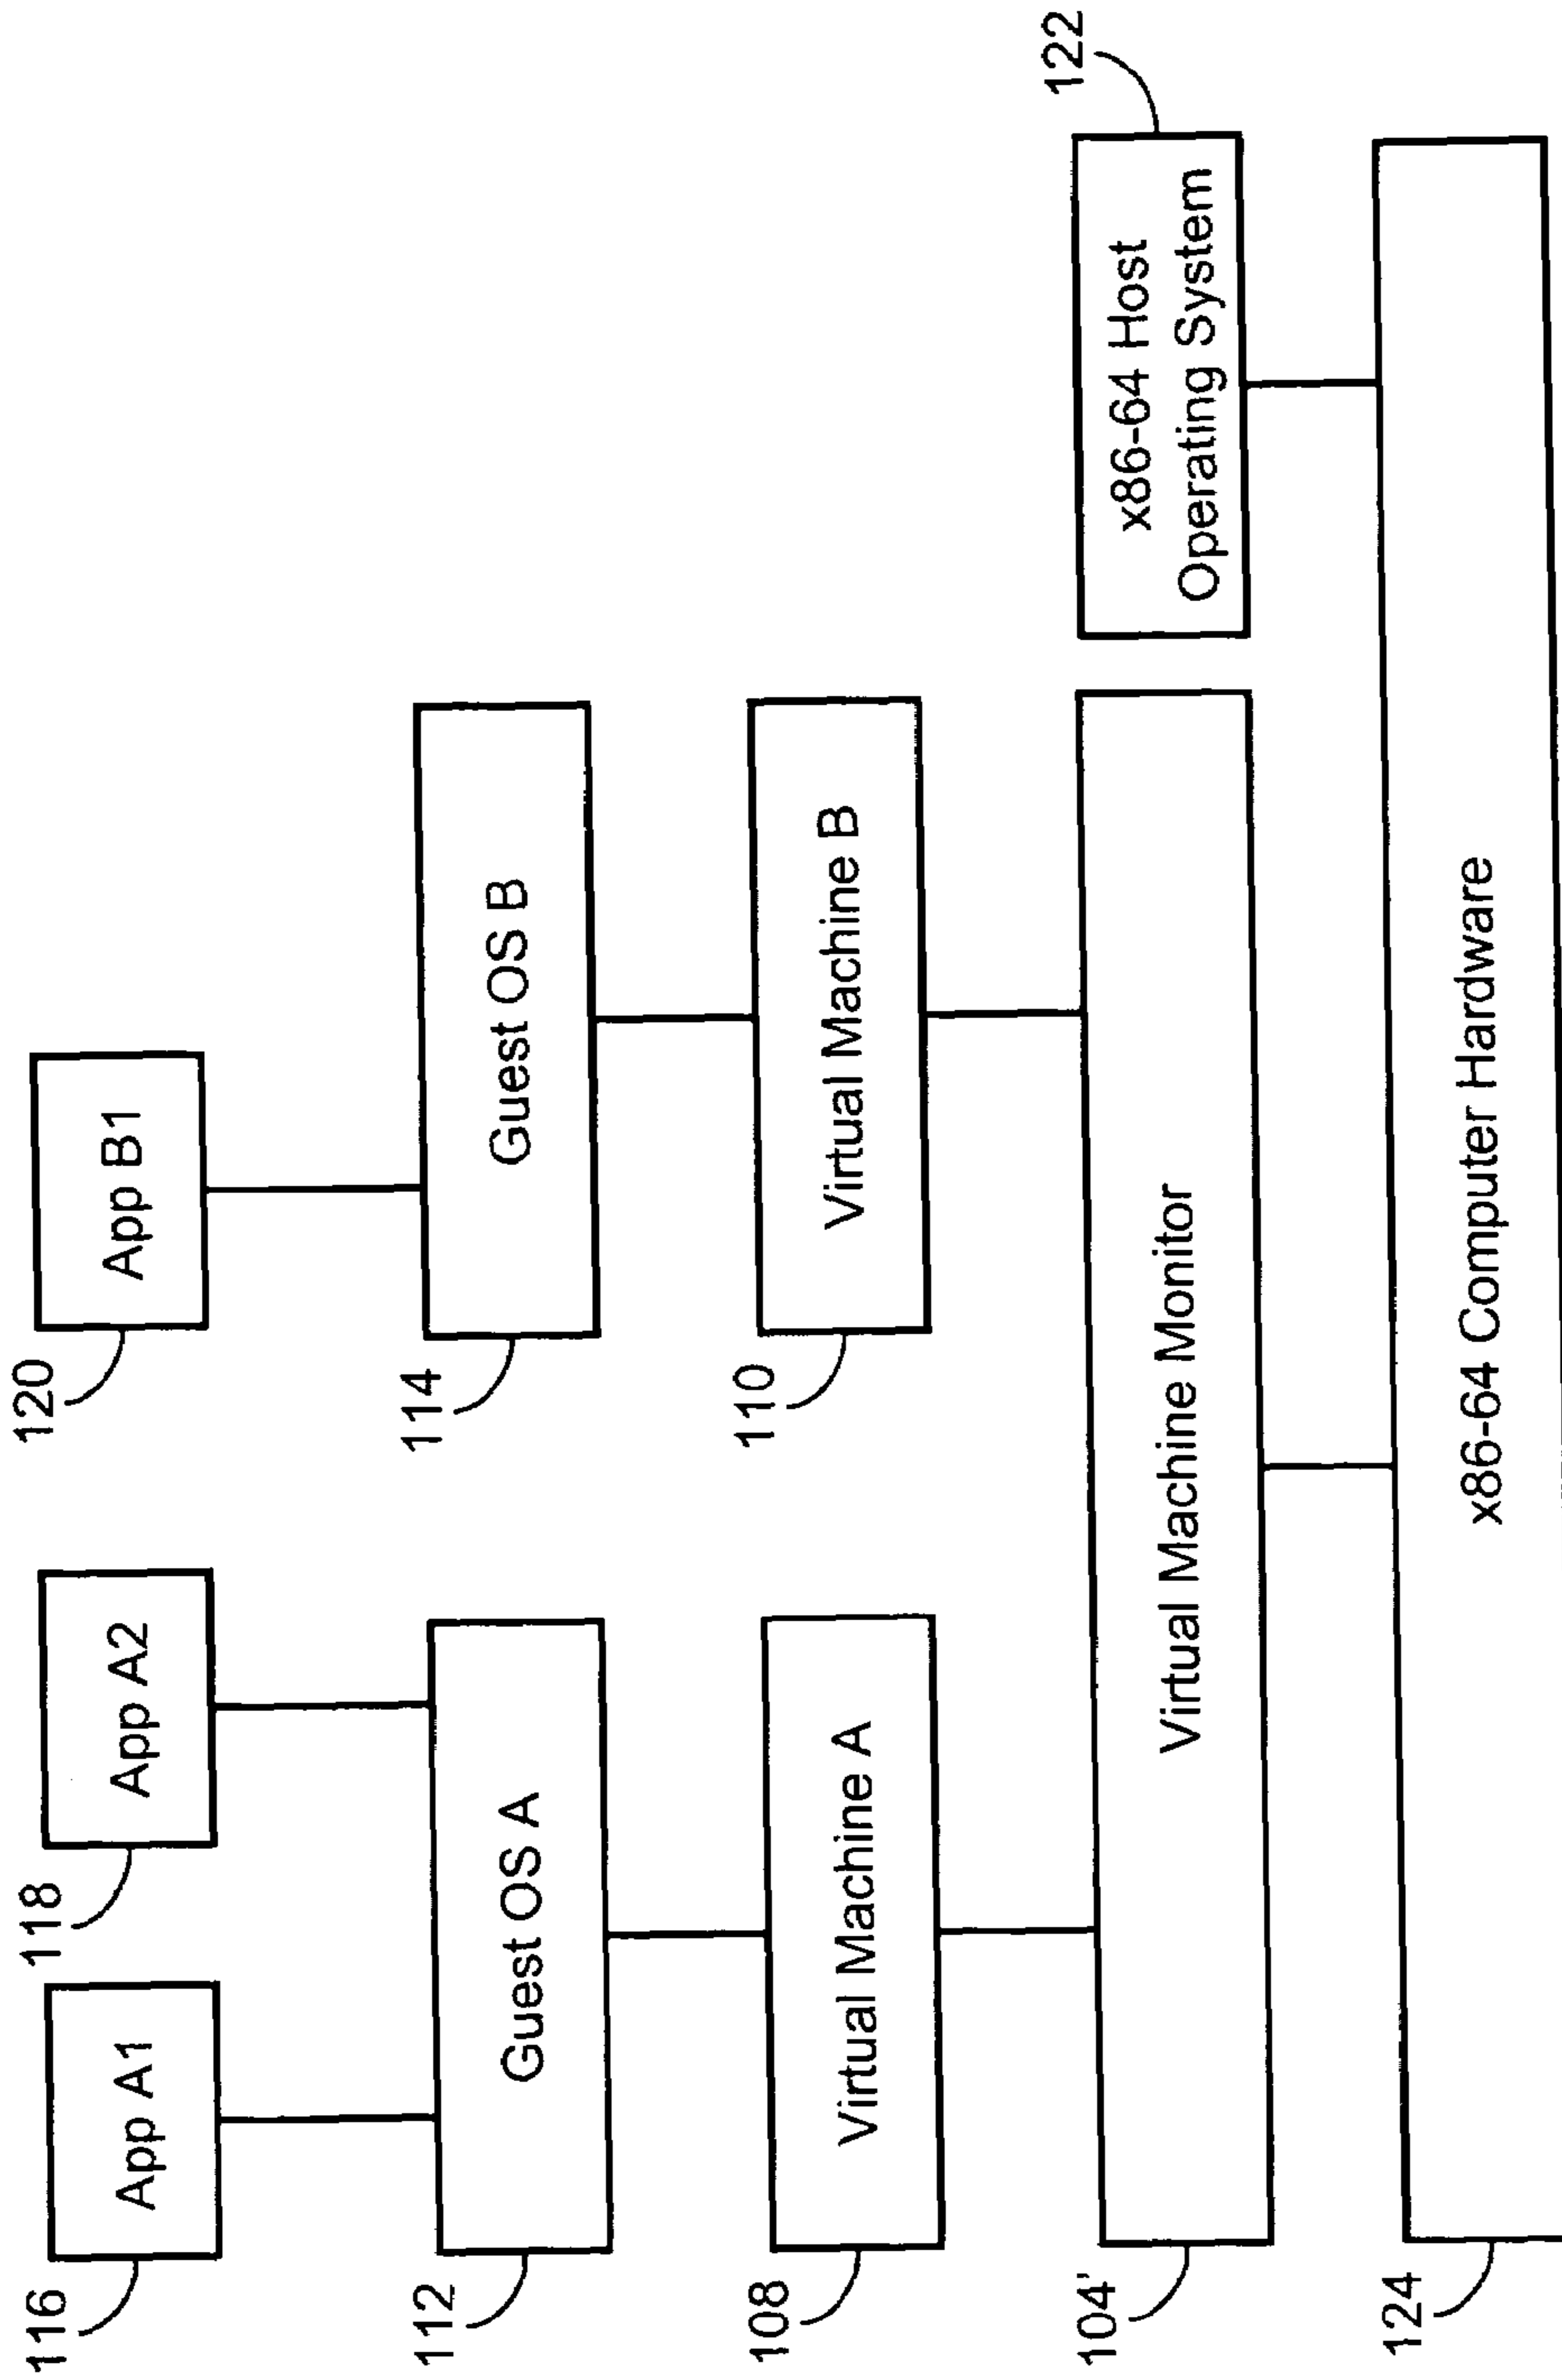 116
App A1
118
App A2
120
App B1
112
Guest OS A
114
Guest OS B
108
Virtual Machine A
110
Virtual Machine B
104'
Virtual Machine Monitor
122
x86-64 Host
Operating System
124
x86-64 Computer Hardware